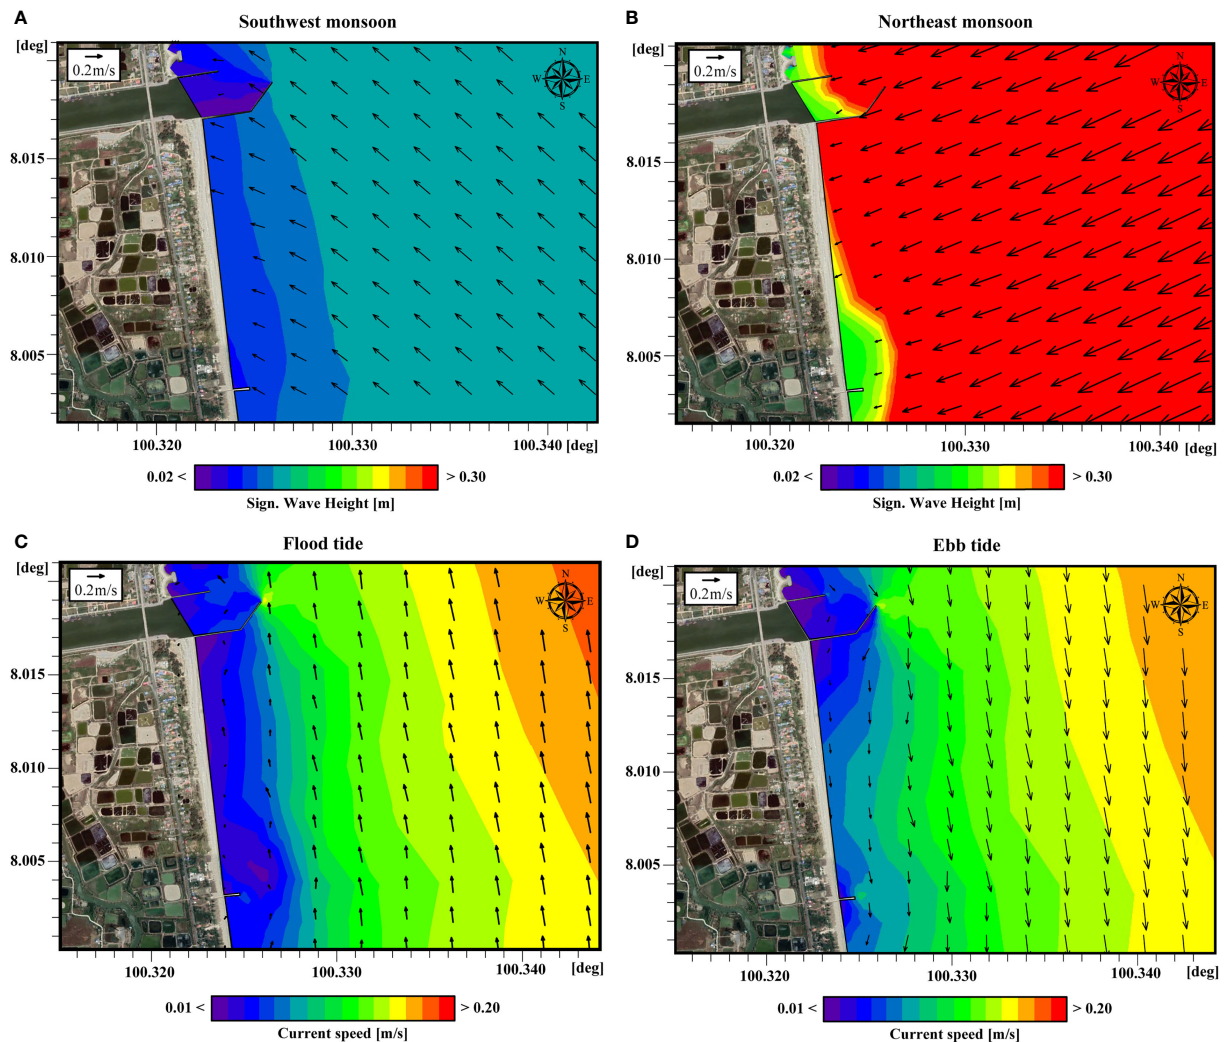 A
Southwest monsoon
[deg]
0.2m/s
N
W E
S
8.015
8.010
8.005
100.320 100.330 100.340 [deg]
0.02 < > 0.30
Sign. Wave Height [m]
B
Northeast monsoon
[deg]
0.2m/s
N
W E
S
8.015
8.010
8.005
100.320 100.330 100.340 [deg]
0.02 < > 0.30
Sign. Wave Height [m]
C
Flood tide
[deg]
0.2m/s
N
W E
S
8.015
8.010
8.005
100.320 100.330 100.340 [deg]
0.01 < > 0.20
Current speed [m/s]
D
Ebb tide
[deg]
0.2m/s
N
W E
S
8.015
8.010
8.005
100.320 100.330 100.340 [deg]
0.01 < > 0.20
Current speed [m/s]